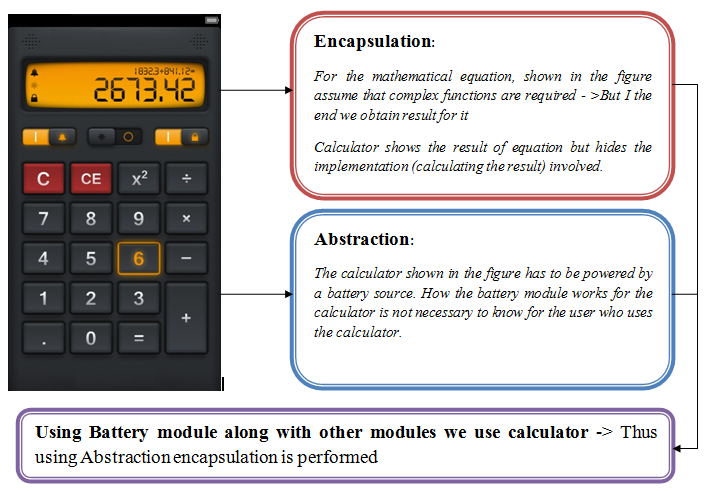 1832.3+841.12=
2673.42
C CE x² ÷
7 8 9 ×
4 5 6 −
1 2 3 +
. 0 =
Encapsulation:
For the mathematical equation, shown in the figure
assume that complex functions are required - >But I the
end we obtain result for it
Calculator shows the result of equation but hides the
implementation (calculating the result) involved.
Abstraction:
The calculator shown in the figure has to be powered by
a battery source. How the battery module works for the
calculator is not necessary to know for the user who uses
the calculator.
Using Battery module along with other modules we use calculator -> Thus
using Abstraction encapsulation is performed